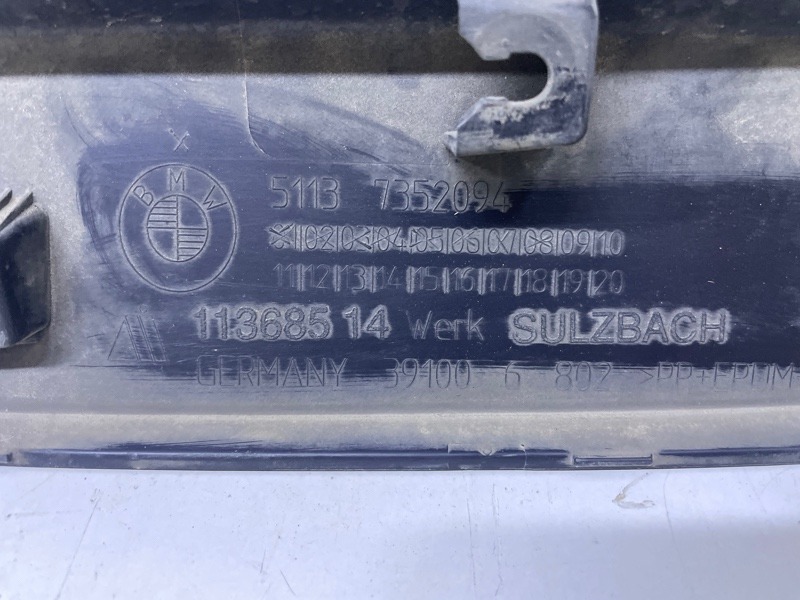 BMW
5113 7352094
01|02|03|04|05|06|07|08|09|10
11|12|13|14|15|16|17|18|19|20
113685 14 Werk SULZBACH
GERMANY 39100 6 802 >PP+EPDM